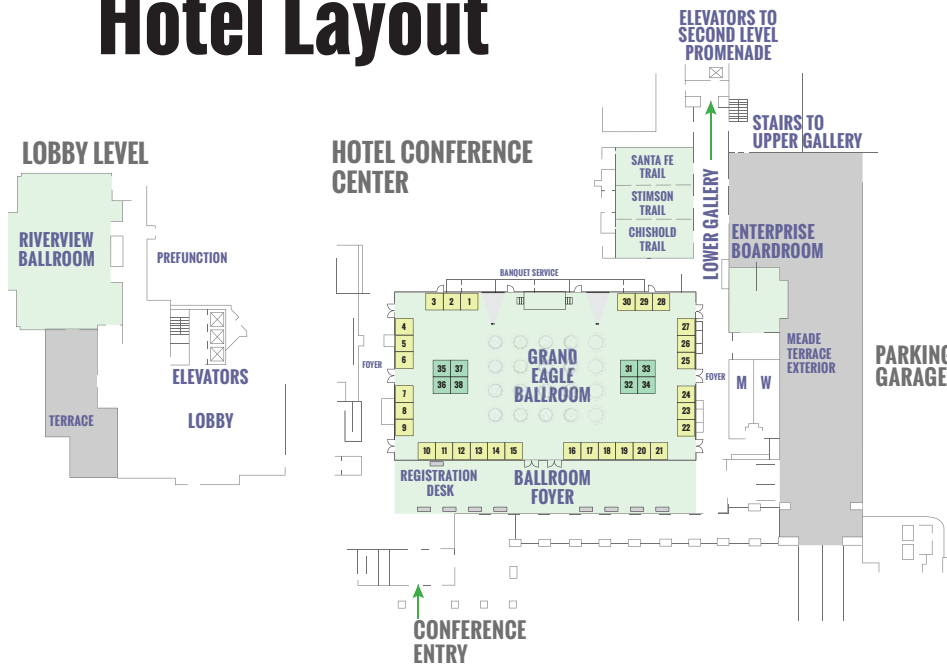 Hotel Layout
ELEVATORS TO
SECOND LEVEL
PROMENADE
STAIRS TO
UPPER GALLERY
LOBBY LEVEL
HOTEL CONFERENCE
CENTER
SANTA FE
TRAIL
STIMSON
TRAIL
CHISHOLD
TRAIL
LOWER GALLERY
ENTERPRISE
BOARDROOM
RIVERVIEW
BALLROOM
PREFUNCTION
BANQUET SERVICE
3 2 1
30 29 28
4
5
6
27
26
25
FOYER
35 37
36 38
GRAND
EAGLE
BALLROOM
31 33
32 34
FOYER
M W
MEADE
TERRACE
EXTERIOR
PARKING
GARAGE
ELEVATORS
7
8
9
24
23
22
TERRACE
LOBBY
10 11 12 13 14 15
16 17 18 19 20 21
REGISTRATION
DESK
BALLROOM
FOYER
CONFERENCE
ENTRY